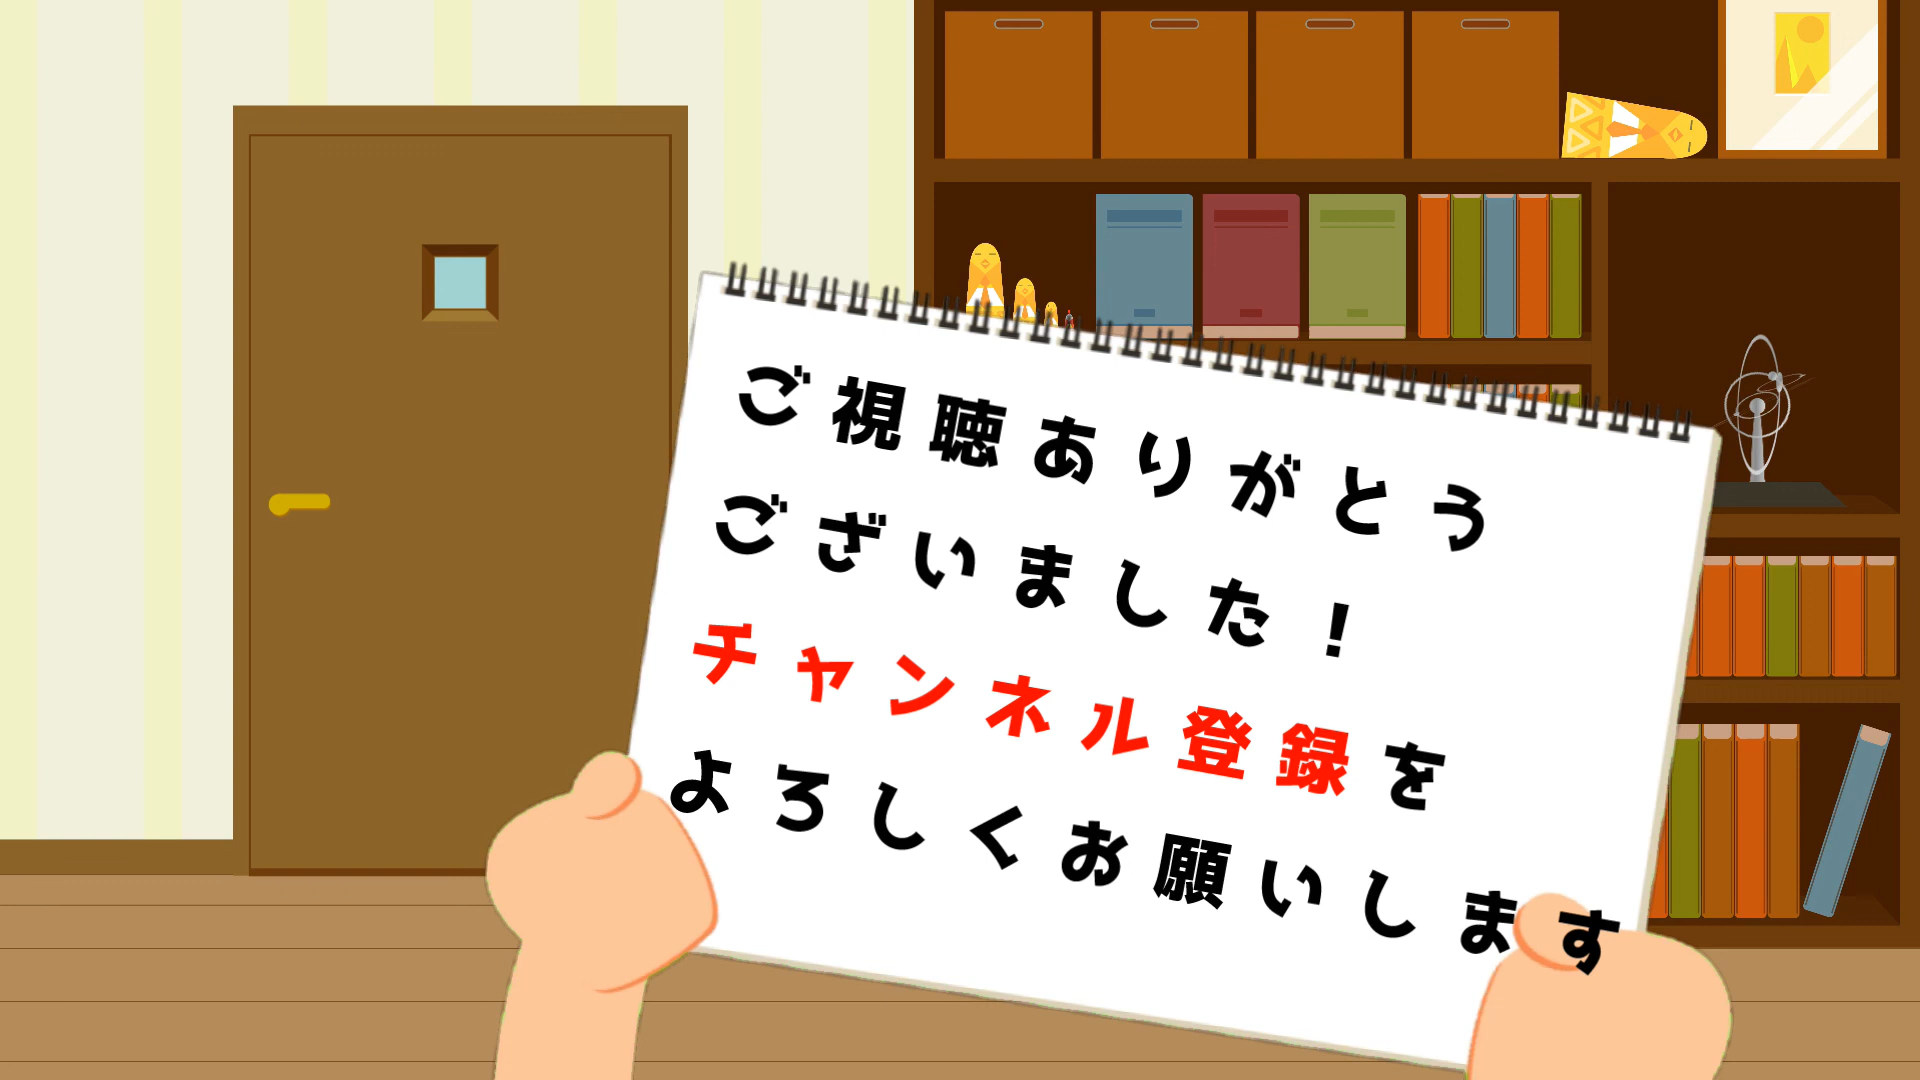 ご視聴ありがとう
ございました！
チャンネル登録を
よろしくお願いします